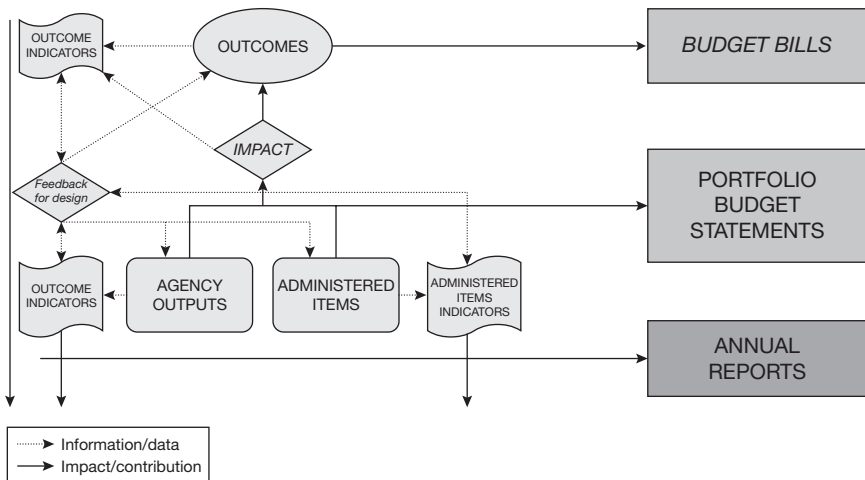 OUTCOME
INDICATORS
OUTCOMES
BUDGET BILLS
IMPACT
Feedback
for design
PORTFOLIO
BUDGET
STATEMENTS
OUTCOME
INDICATORS
AGENCY
OUTPUTS
ADMINISTERED
ITEMS
ADMINISTERED
ITEMS
INDICATORS
ANNUAL
REPORTS
Information/data
Impact/contribution